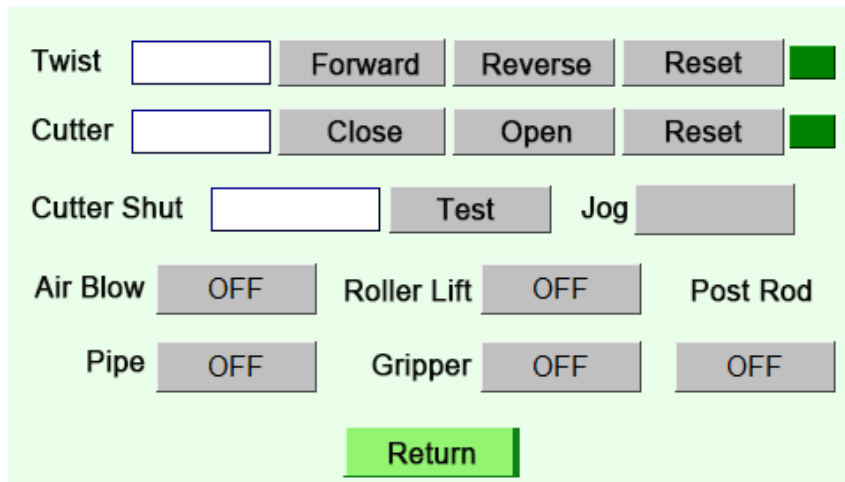 Twist Forward Reverse Reset
Cutter Close Open Reset
Cutter Shut Test Jog
Air Blow OFF Roller Lift OFF Post Rod
Pipe OFF Gripper OFF OFF
Return